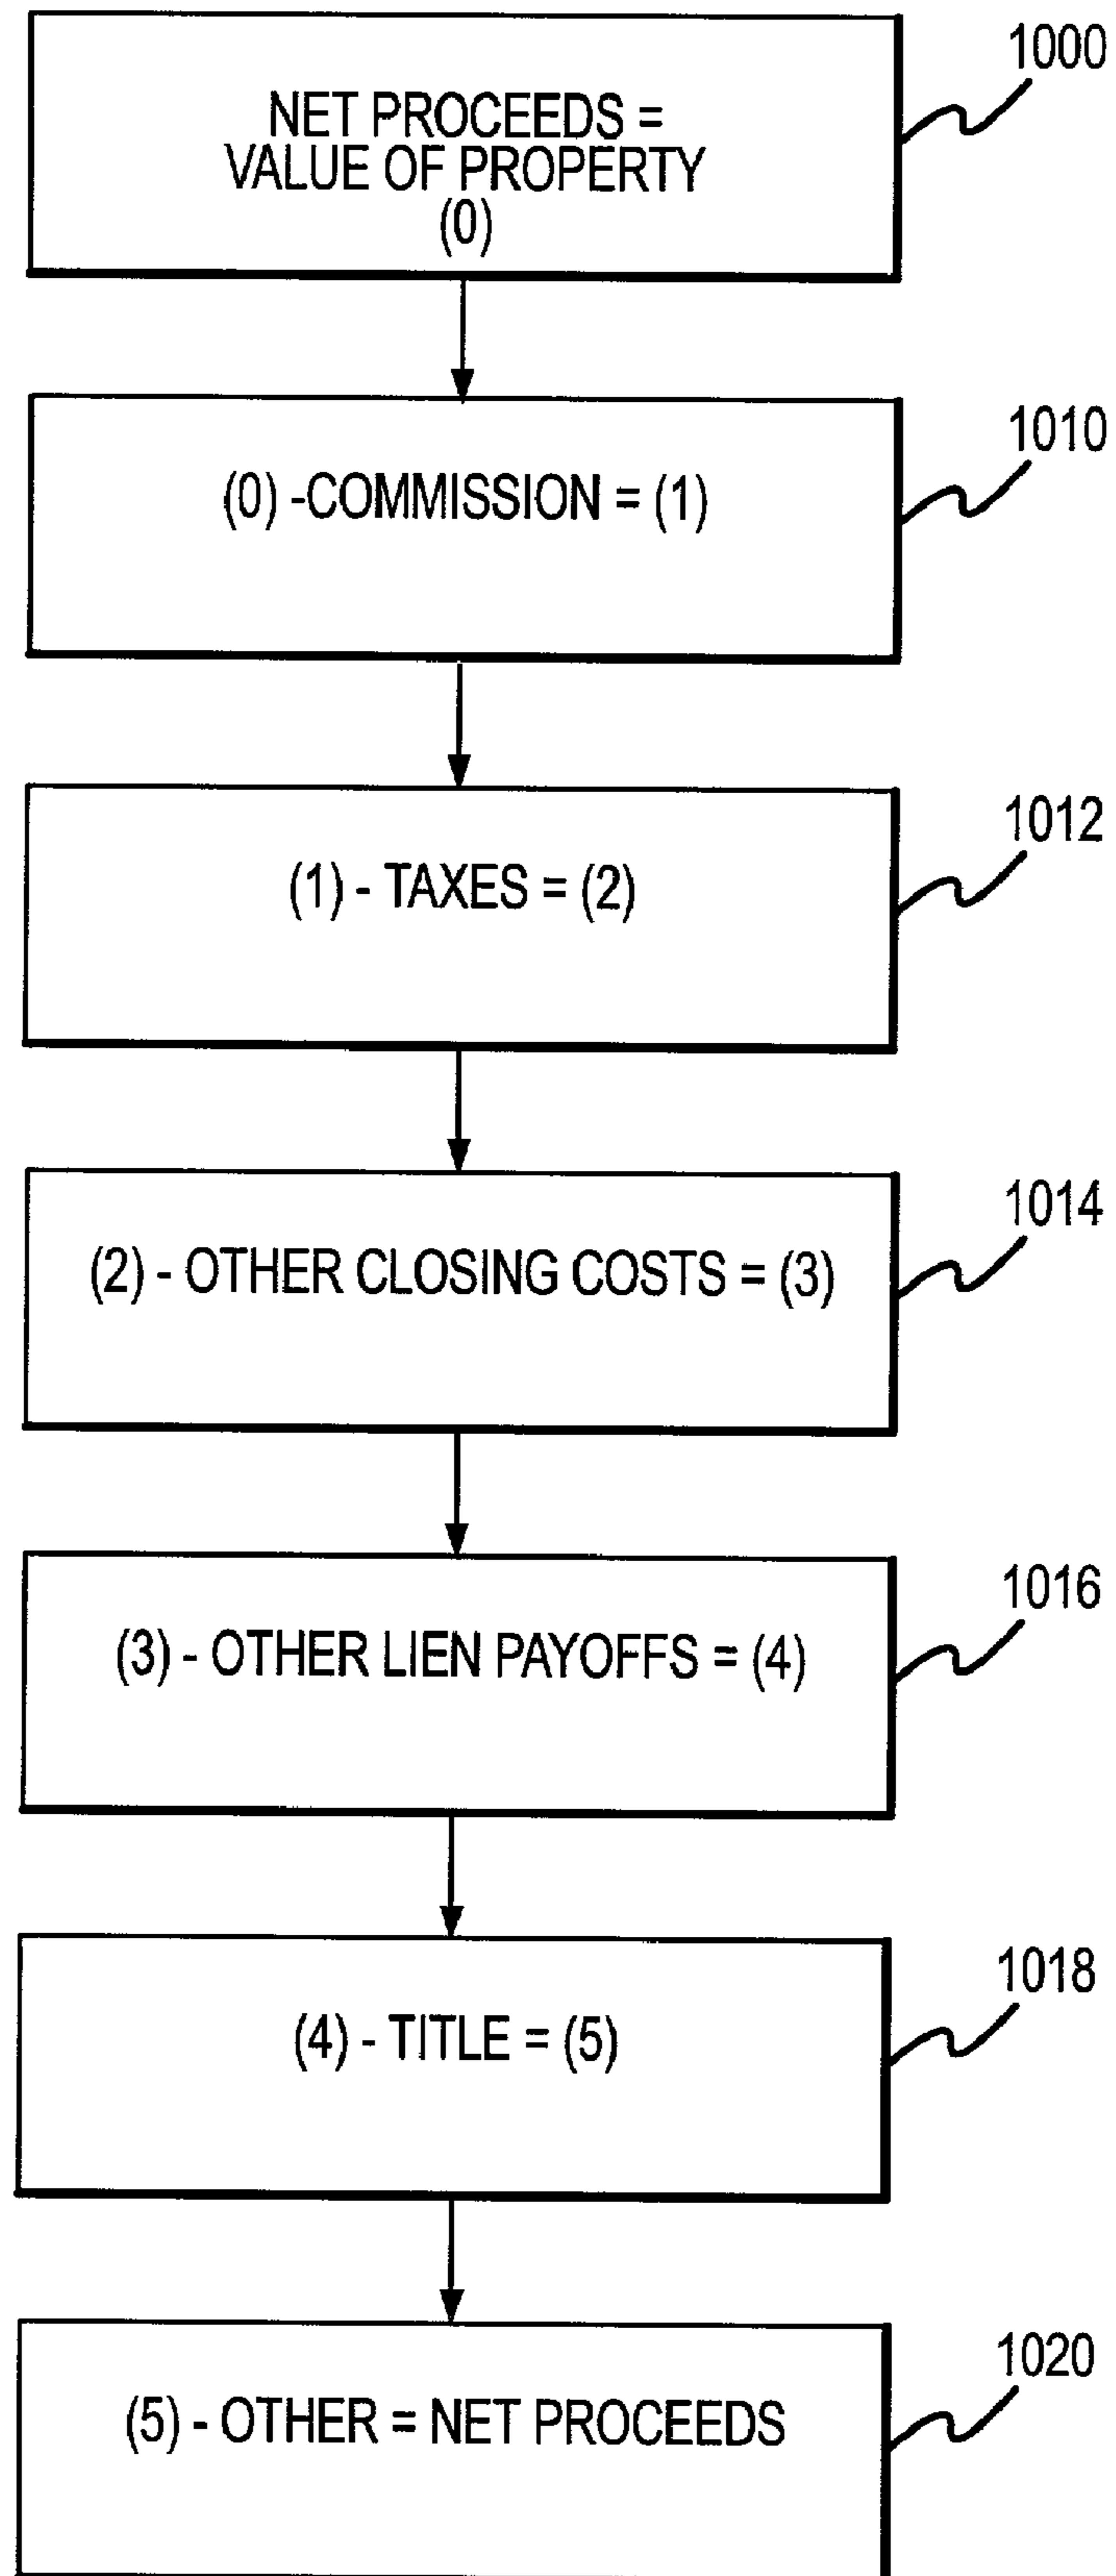 1000
NET PROCEEDS =
VALUE OF PROPERTY
(0)
1010
(0) -COMMISSION = (1)
1012
(1) - TAXES = (2)
1014
(2) - OTHER CLOSING COSTS = (3)
1016
(3) - OTHER LIEN PAYOFFS = (4)
1018
(4) - TITLE = (5)
1020
(5) - OTHER = NET PROCEEDS